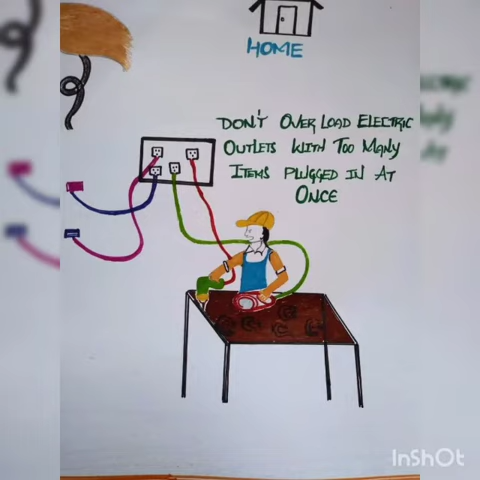 HOME
DON'T OVER LOAD ELECTRIC
OUTLETS WITH TOO MANY
ITEMS PLUGGED IN AT
ONCE
InShOt